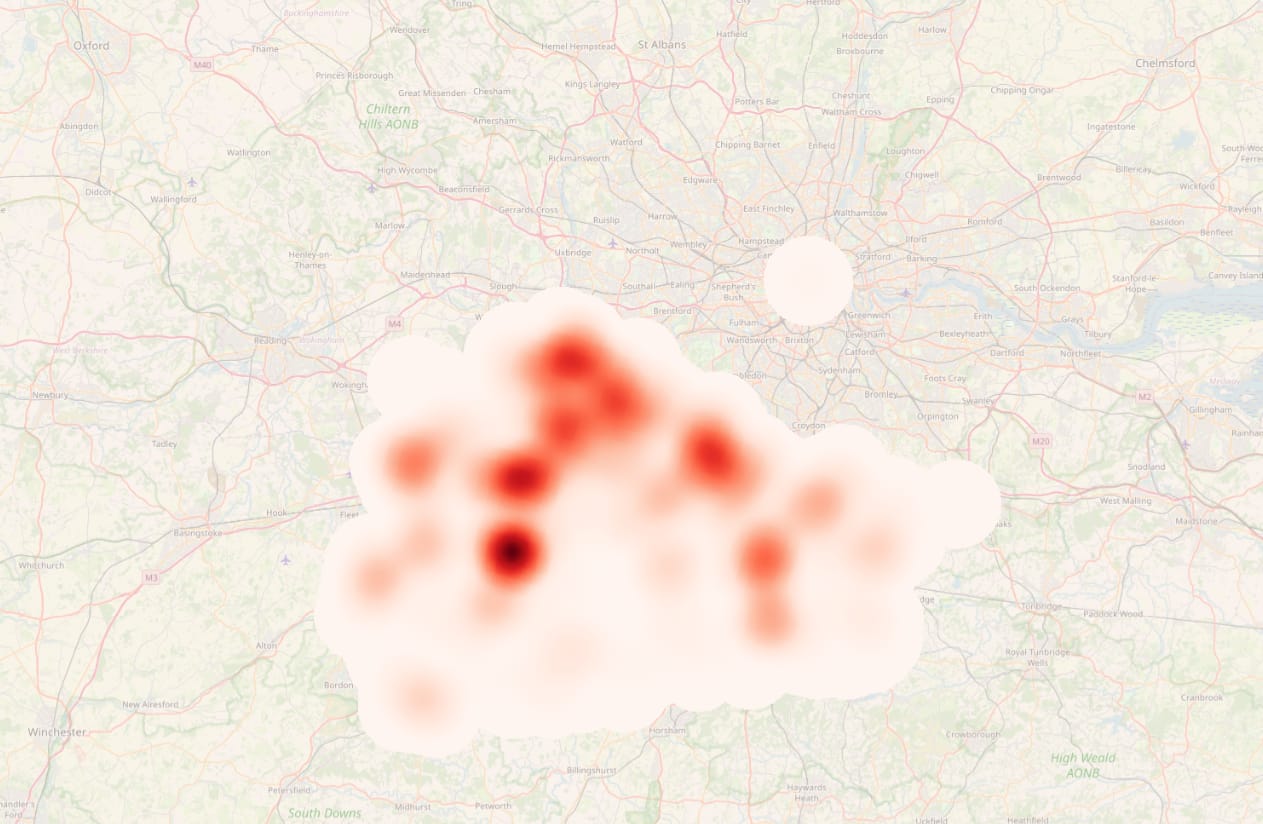 Buckinghamshire
Tring
City
Hertford
Oxford
Thame
Wendover
Hemel Hempstead
St Albans
Hatfield
Hoddesdon
Broxbourne
Harlow
M40
Princes Risborough
Great Missenden
Chesham
Kings Langley
Chelmsford
Chiltern
Hills AONB
Amersham
Potters Bar
Cheshunt
Waltham Cross
Epping
Chipping Ongar
Abingdon
Watford
Chipping Barnet
Enfield
Ingatestone
Watlington
Rickmansworth
Loughton
High Wycombe
Chigwell
Brentwood
Billericay
Didcot
Wallingford
Beaconsfield
Edgware
Wickford
Marlow
Gerrards Cross
Ruislip
Harrow
East Finchley
Walthamstow
Romford
Basildon
Rayleigh
Benfleet
Henley-on-
Thames
Uxbridge
Northolt
Wembley
Hampstead
Ilford
Stratford
Barking
Maidenhead
Slough
Southall
Ealing
Shepherd's
Bush
South Ockendon
Stanford-le-
Hope
Canvey Island
M4
Brentford
Fulham
Greenwich
Erith
Grays
Tilbury
Reading
Wokingham
Wandsworth
Brixton
Lewisham
Catford
Bexleyheath
Dartford
Northfleet
West Berkshire
Sydenham
Foots Cray
Newbury
Bromley
Swanley
M2
Orpington
Gillingham
Croydon
Tadley
M20
Snodland
Hook
Fleet
West Malling
Maidstone
Basingstoke
Whitchurch
M3
Tonbridge
Paddock Wood
Alton
Royal Tunbridge
Wells
Bordon
New Alresford
Cranbrook
Winchester
Horsham
Crowborough
High Weald
AONB
Billingshurst
Petersfield
Midhurst
Petworth
Haywards
Heath
South Downs
Uckfield
Heathfield
Ford